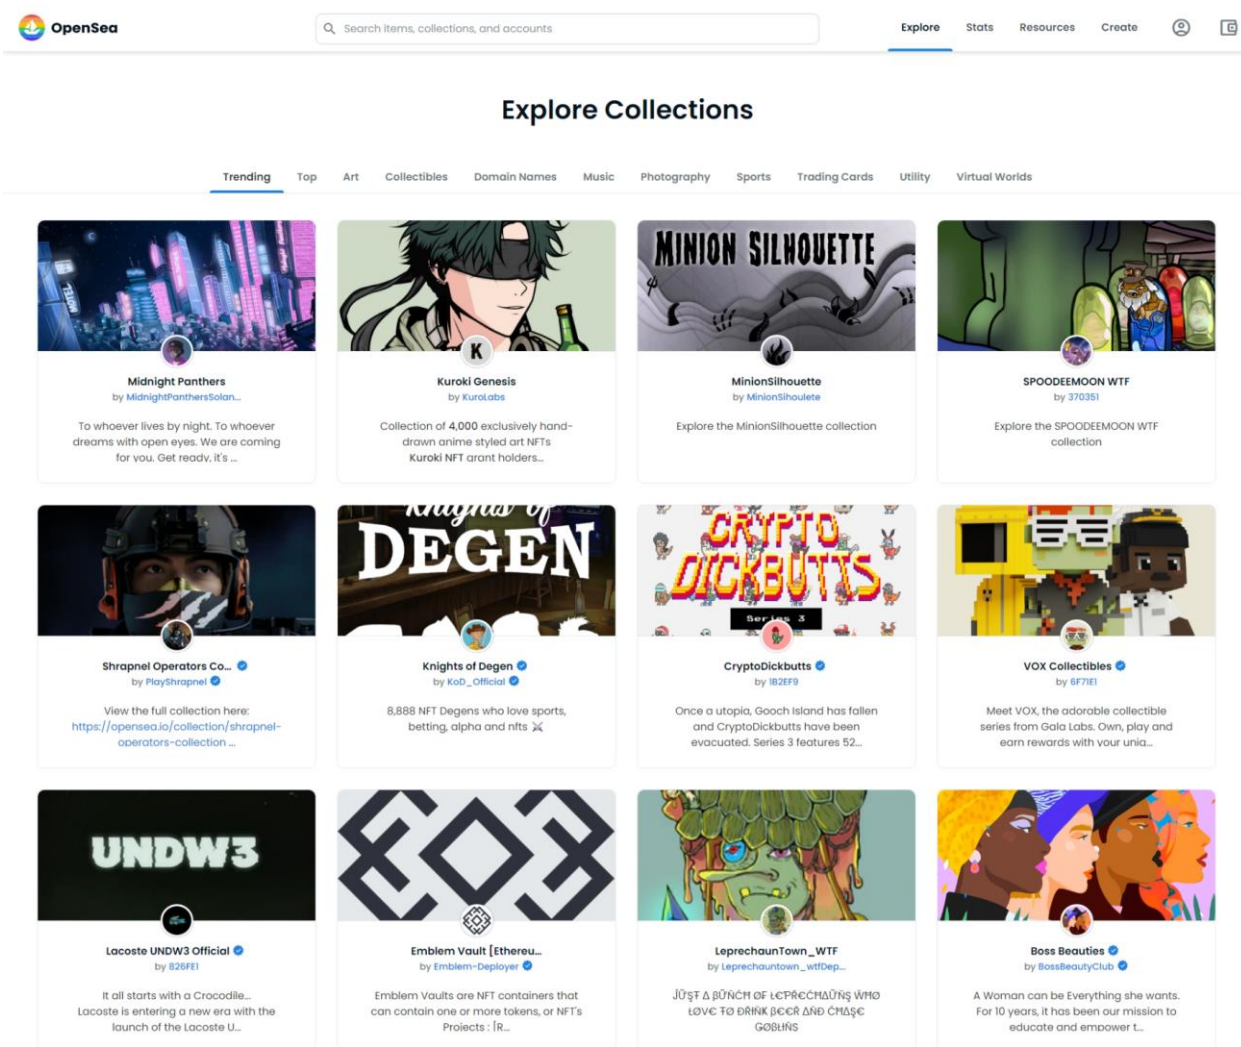 OpenSea
Search items, collections, and accounts
Explore
Stats
Resources
Create
Explore Collections
Trending
Top
Art
Collectibles
Domain Names
Music
Photography
Sports
Trading Cards
Utility
Virtual Worlds
MOTEL
K
MINION SILHOUETTE
Midnight Panthers
by MidnightPanthersSolan...
To whoever lives by night. To whoever
dreams with open eyes. We are coming
for you. Get ready, it's ...
Kuroki Genesis
by KuroLabs
Collection of 4,000 exclusively hand-
drawn anime styled art NFTs
Kuroki NFT grant holders...
MinionSilhouette
by MinionSihoulete
Explore the MinionSilhouette collection
SPOODEEMOON WTF
by 370351
Explore the SPOODEEMOON WTF
collection
Knights of
DEGEN
CRYPTO
DICKBUTTS
Series 3
Shrapnel Operators Co...
by PlayShrapnel
View the full collection here:
https://opensea.io/collection/shrapnel-
operators-collection ...
Knights of Degen
by KoD_Official
8,888 NFT Degens who love sports,
betting, alpha and nfts ⚔
CryptoDickbutts
by 1B2EF9
Once a utopia, Gooch Island has fallen
and CryptoDickbutts have been
evacuated. Series 3 features 52...
VOX Collectibles
by 6F71E1
Meet VOX, the adorable collectible
series from Gala Labs. Own, play and
earn rewards with your uniq...
UNDW3
Lacoste UNDW3 Official
by 826FE1
It all starts with a Crocodile...
Lacoste is entering a new era with the
launch of the Lacoste U...
Emblem Vault [Ethereu...
by Emblem-Deployer
Emblem Vaults are NFT containers that
can contain one or more tokens, or NFT's
Projects : [R...
LeprechaunTown_WTF
by Leprechauntown_wtfDep...
ØF
Boss Beauties
by BossBeautyClub
A Woman can be Everything she wants.
For 10 years, it has been our mission to
educate and empower t...